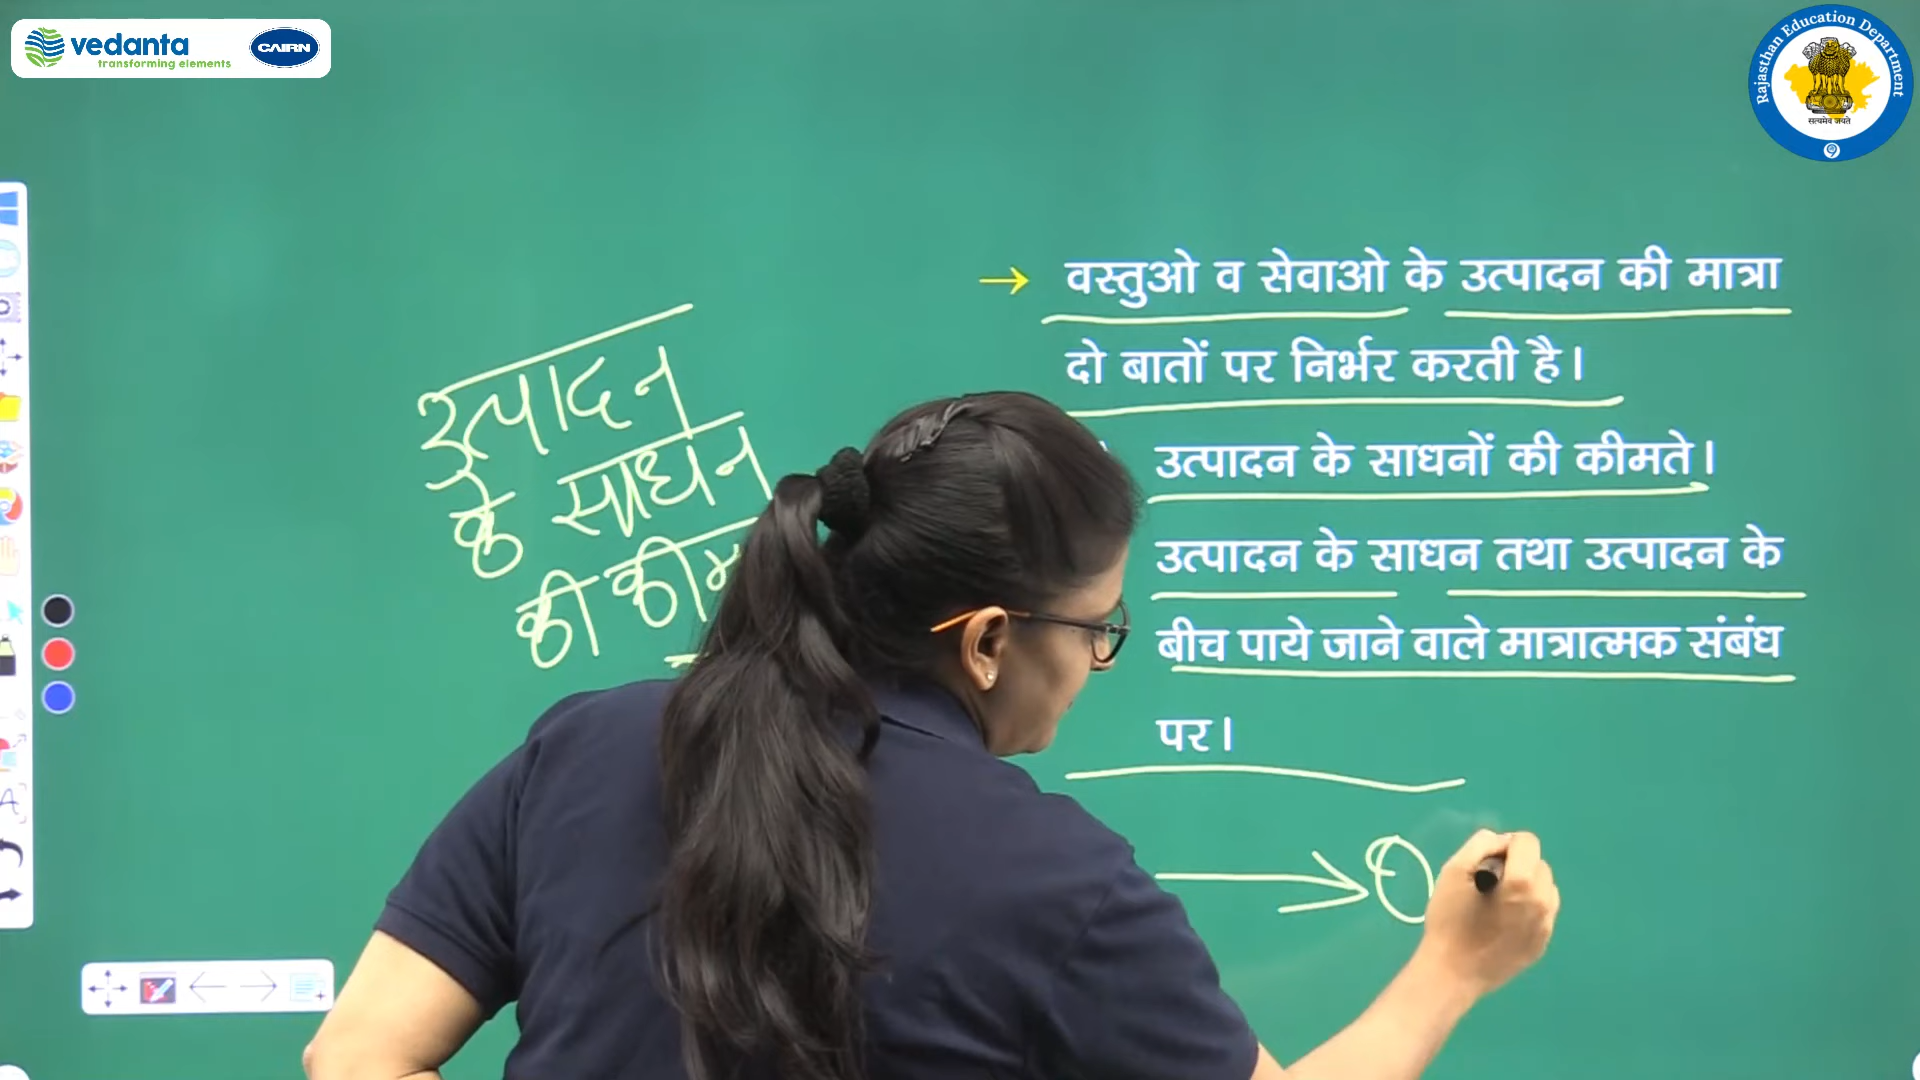 vedanta
transforming elements
CAIRN
Rajasthan Education Department
सत्यमेव जयते
→ वस्तुओ व सेवाओ के उत्पादन की मात्रा
दो बातों पर निर्भर करती है।
उत्पादन के साधनों की कीमते।
उत्पादन के साधन तथा उत्पादन के
बीच पाये जाने वाले मात्रात्मक संबंध
पर।
उत्पादन
के साधन
की
A